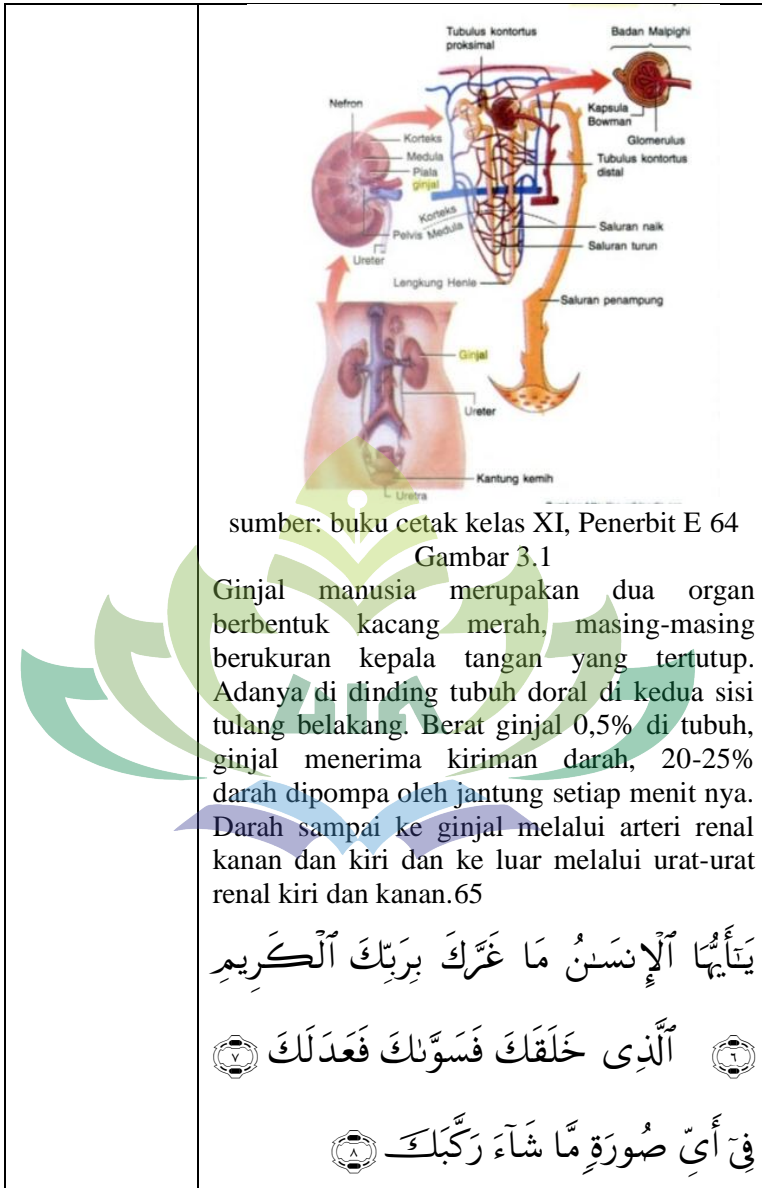 Tubulus kontortus
proksimal
Badan Malpighi
Nefron
Kapsula
Bowman
Glomerulus
Korteks
Medula
Piala
ginjal
Tubulus kontortus
distal
Korteks
Pelvis Medula
Ureter
Saluran naik
Saluran turun
Lengkung Henle
Saluran penampung
Ginjal
Ureter
Kantung kemih
Uretra
sumber: buku cetak kelas XI, Penerbit E 64
Gambar 3.1
Ginjal manusia merupakan dua organ
berbentuk kacang merah, masing-masing
berukuran kepala tangan yang tertutup.
Adanya di dinding tubuh doral di kedua sisi
tulang belakang. Berat ginjal 0,5% di tubuh,
ginjal menerima kiriman darah, 20-25%
darah dipompa oleh jantung setiap menit nya.
Darah sampai ke ginjal melalui arteri renal
kanan dan kiri dan ke luar melalui urat-urat
renal kiri dan kanan.65
يَـٰٓأَيُّهَا ٱلْإِنسَـٰنُ مَا غَرَّكَ بِرَبِّكَ ٱلْكَرِيمِ
۝٦ ٱلَّذِى خَلَقَكَ فَسَوَّىٰكَ فَعَدَلَكَ ۝٧
فِىٓ أَىِّ صُورَةٍ مَّا شَآءَ رَكَّبَكَ ۝٨